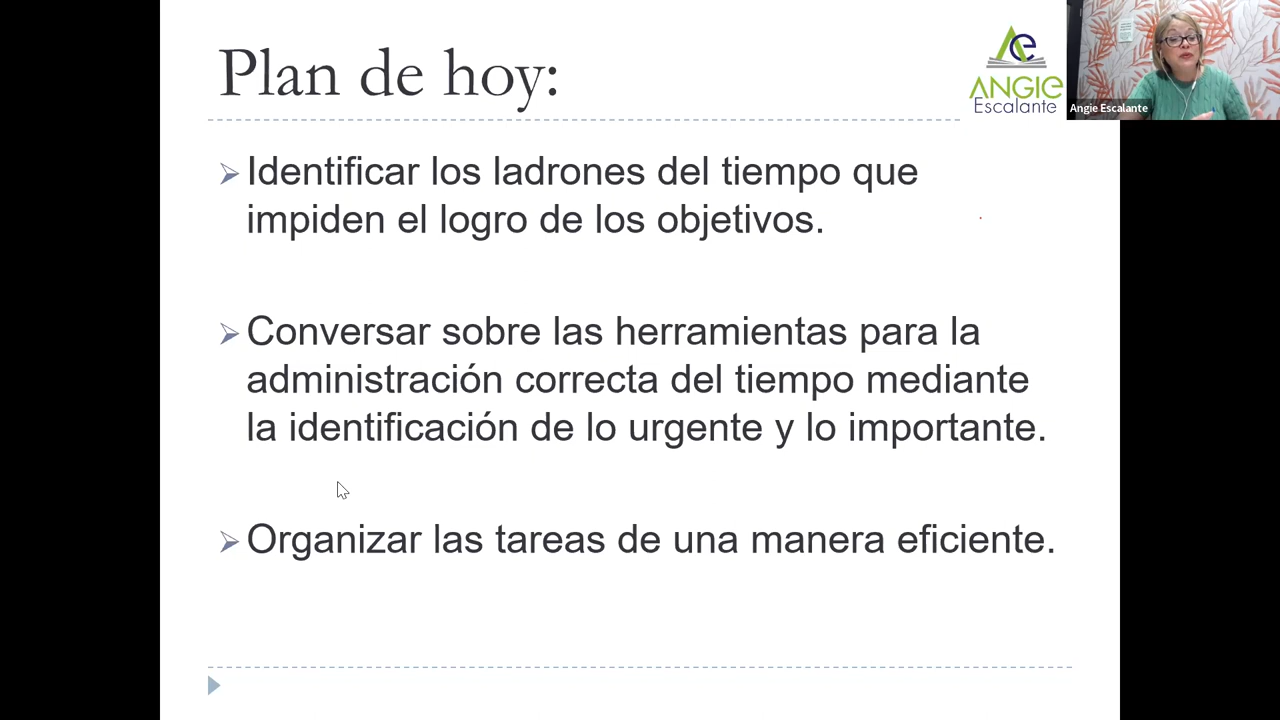 Plan de hoy:
ANGIE
Escalante
Angie Escalante
Identificar los ladrones del tiempo que
impiden el logro de los objetivos.
Conversar sobre las herramientas para la
administración correcta del tiempo mediante
la identificación de lo urgente y lo importante.
Organizar las tareas de una manera eficiente.